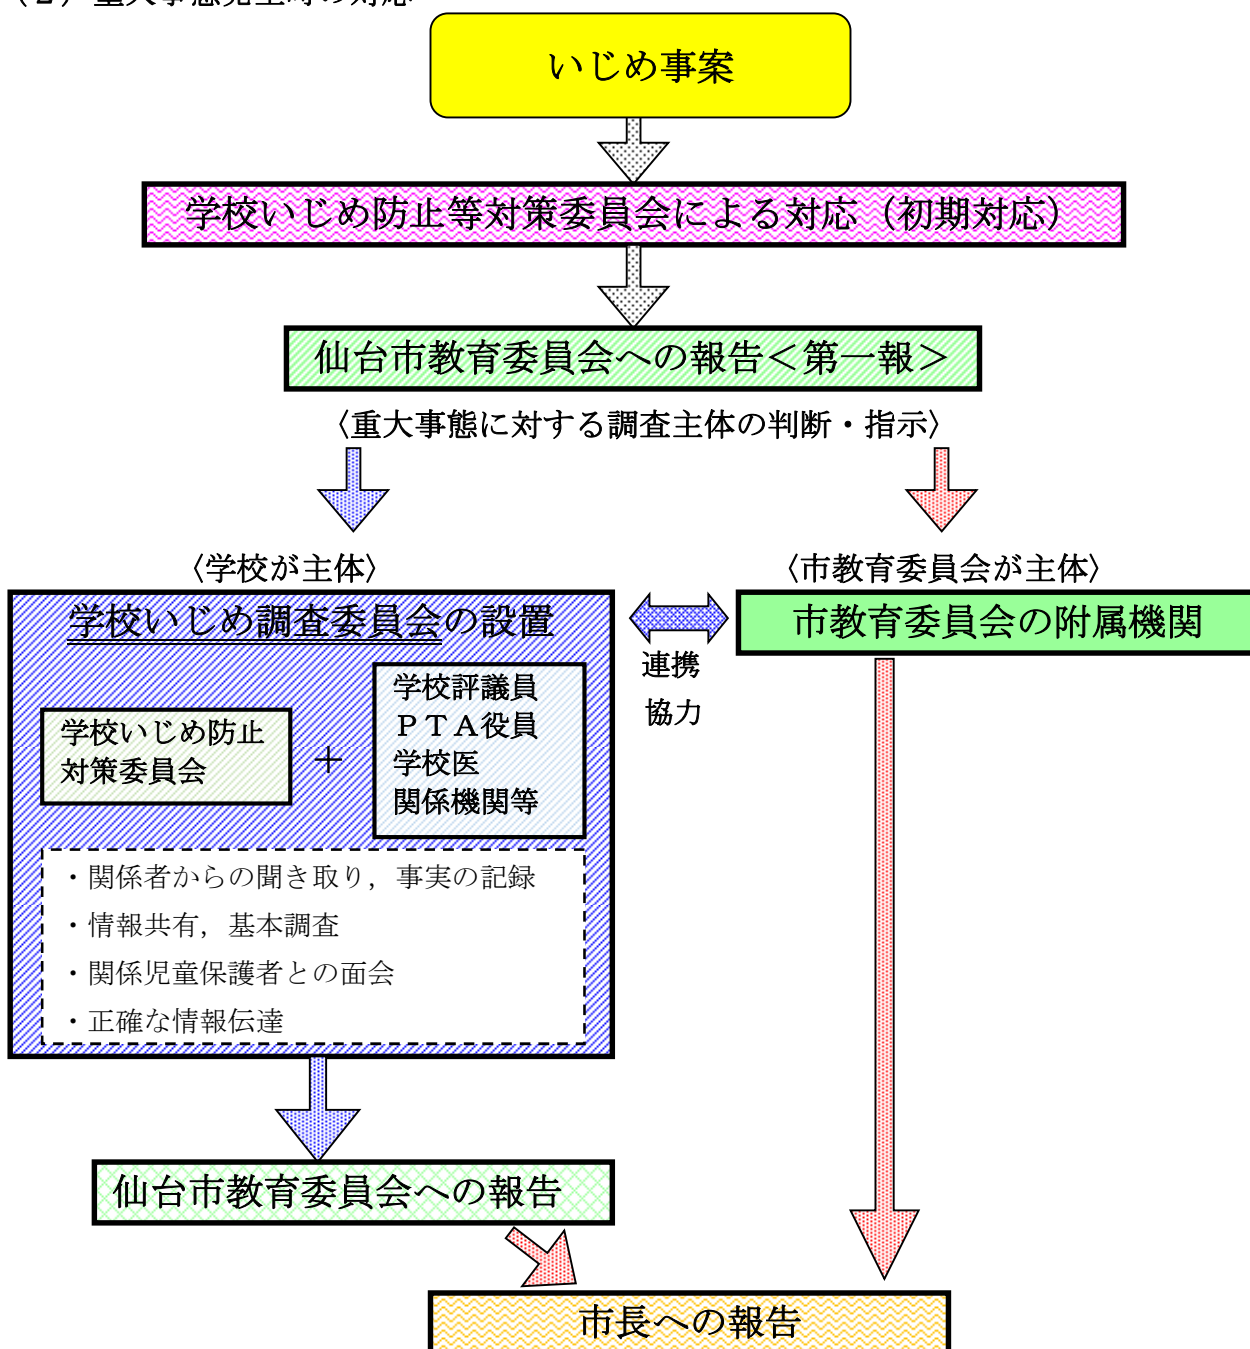 いじめ事案
学校いじめ防止等対策委員会による対応（初期対応）
仙台市教育委員会への報告＜第一報＞
〈重大事態に対する調査主体の判断・指示〉
〈学校が主体〉
学校いじめ調査委員会の設置
学校いじめ防止
対策委員会
＋
学校評議員
ＰＴＡ役員
学校医
関係機関等
・関係者からの聞き取り，事実の記録
・情報共有，基本調査
・関係児童保護者との面会
・正確な情報伝達
連携
協力
〈市教育委員会が主体〉
市教育委員会の附属機関
仙台市教育委員会への報告
市長への報告